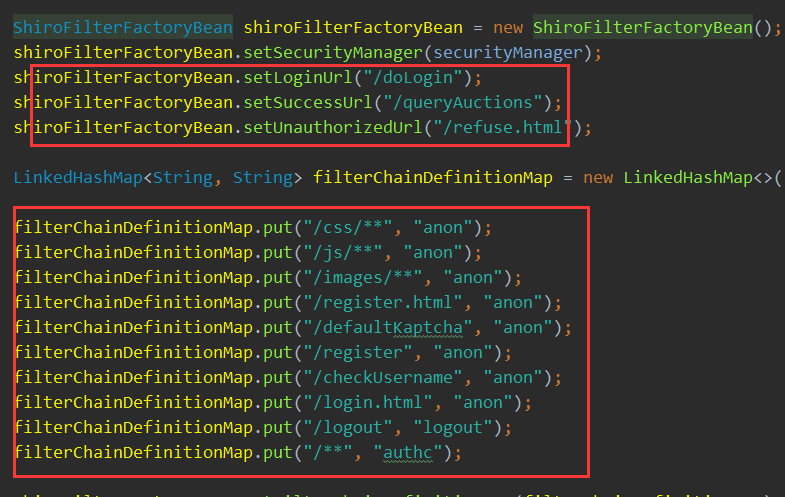 ShiroFilterFactoryBean shiroFilterFactoryBean = new ShiroFilterFactoryBean();
shiroFilterFactoryBean.setSecurityManager(securityManager);
shiroFilterFactoryBean.setLoginUrl("/doLogin");
shiroFilterFactoryBean.setSuccessUrl("/queryAuctions");
shiroFilterFactoryBean.setUnauthorizedUrl("/refuse.html");
LinkedHashMap<String, String> filterChainDefinitionMap = new LinkedHashMap<>(
filterChainDefinitionMap.put("/css/**", "anon");
filterChainDefinitionMap.put("/js/**", "anon");
filterChainDefinitionMap.put("/images/**", "anon");
filterChainDefinitionMap.put("/register.html", "anon");
filterChainDefinitionMap.put("/defaultKaptcha", "anon");
filterChainDefinitionMap.put("/register", "anon");
filterChainDefinitionMap.put("/checkUsername", "anon");
filterChainDefinitionMap.put("/login.html", "anon");
filterChainDefinitionMap.put("/logout", "logout");
filterChainDefinitionMap.put("/**", "authc");